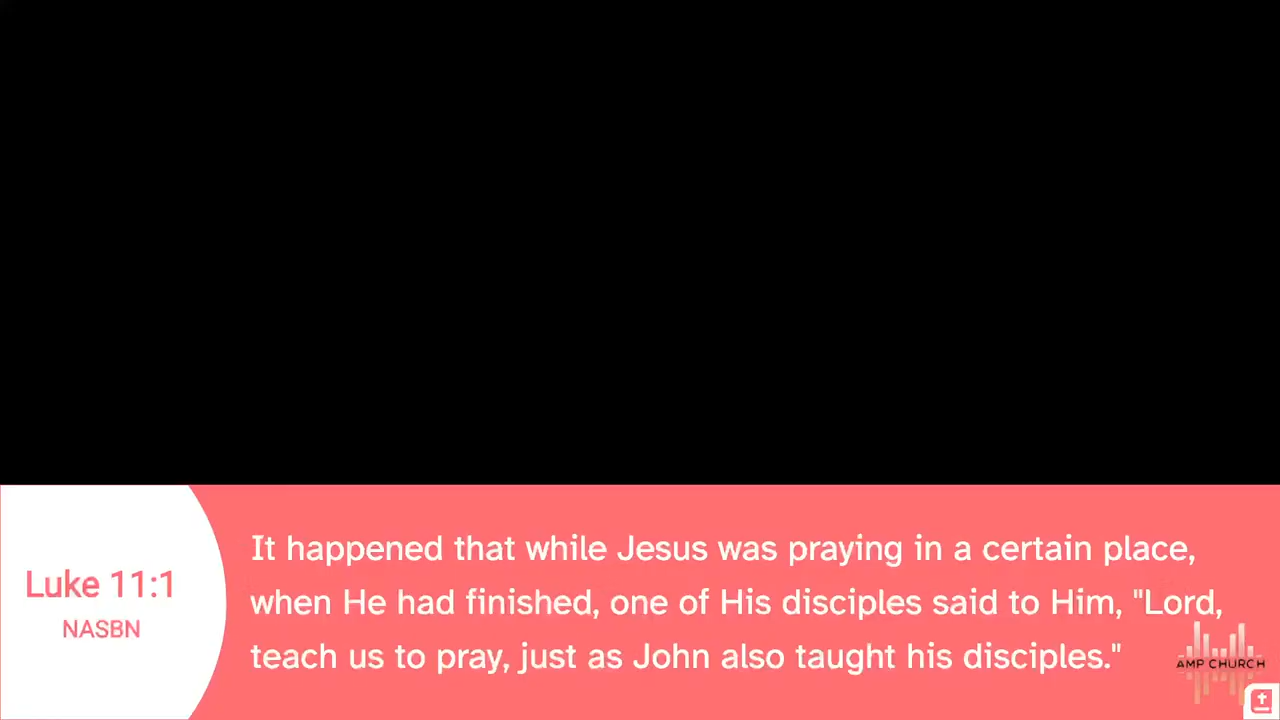 Luke 11:1
NASBN
It happened that while Jesus was praying in a certain place,
when He had finished, one of His disciples said to Him, "Lord,
teach us to pray, just as John also taught his disciples."
AMP CHURCH